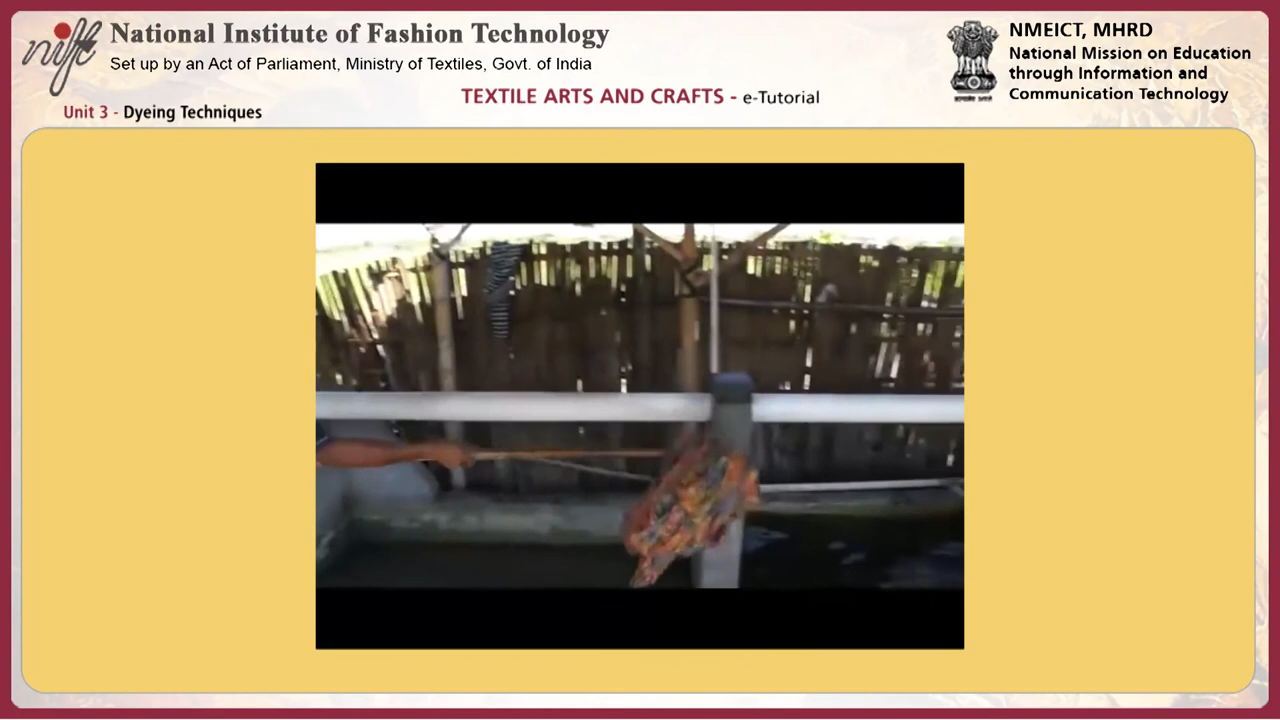 nift
National Institute of Fashion Technology
Set up by an Act of Parliament, Ministry of Textiles, Govt. of India
NMEICT, MHRD
National Mission on Education
through Information and
Communication Technology
TEXTILE ARTS AND CRAFTS - e-Tutorial
Unit 3 - Dyeing Techniques